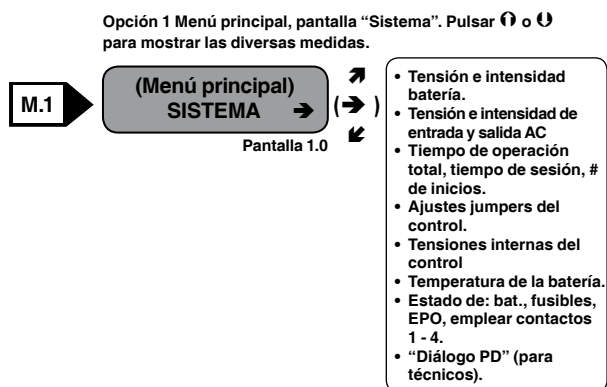 Opción 1 Menú principal, pantalla “Sistema”. Pulsar ⬆ o ⬇
para mostrar las diversas medidas.
M.1
(Menú principal)
SISTEMA ➔
(➔)
Pantalla 1.0
• Tensión e intensidad
batería.
• Tensión e intensidad de
entrada y salida AC
• Tiempo de operación
total, tiempo de sesión, #
de inicios.
• Ajustes jumpers del
control.
• Tensiones internas del
control
• Temperatura de la batería.
• Estado de: bat., fusibles,
EPO, emplear contactos
1 - 4.
• “Diálogo PD” (para
técnicos).